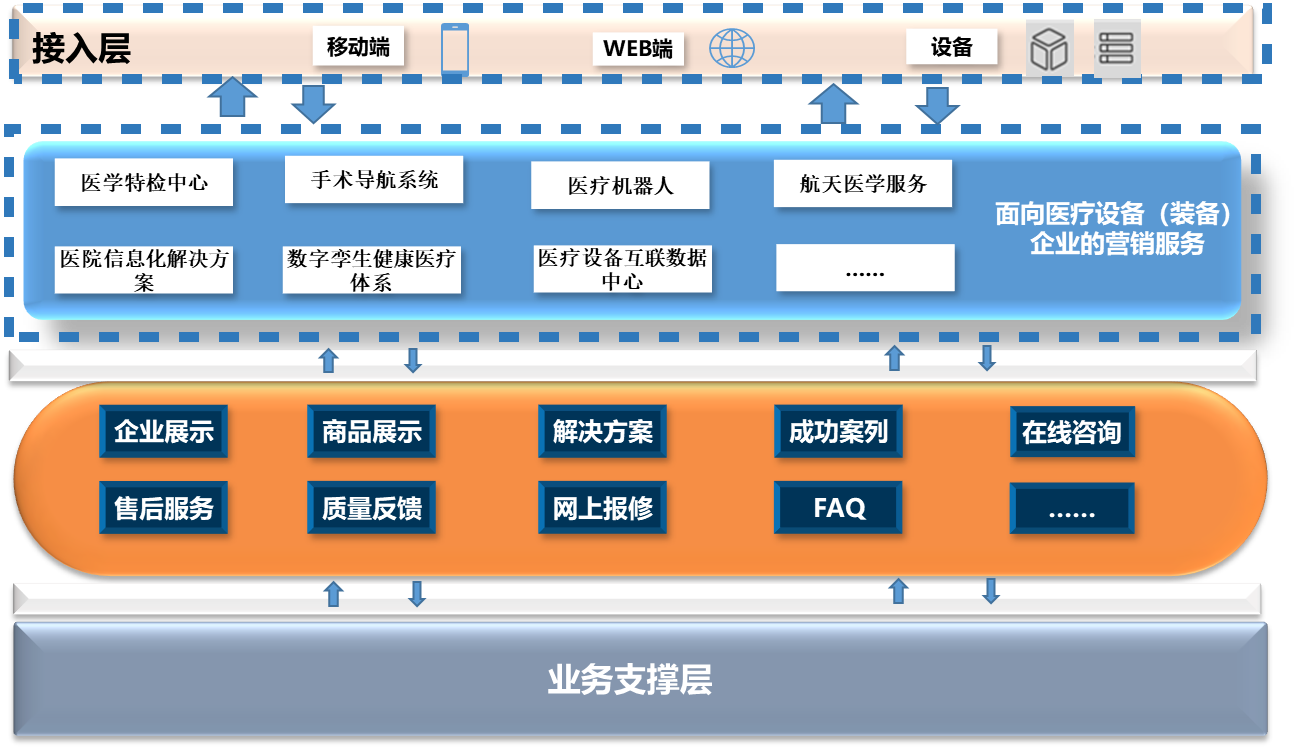 接入层
移动端
WEB端
设备
医学特检中心
手术导航系统
医疗机器人
航天医学服务
面向医疗设备（装备）
企业的营销服务
医院信息化解决方
案
数字孪生健康医疗
体系
医疗设备互联数据
中心
......
企业展示
商品展示
解决方案
成功案列
在线咨询
售后服务
质量反馈
网上报修
FAQ
......
业务支撑层